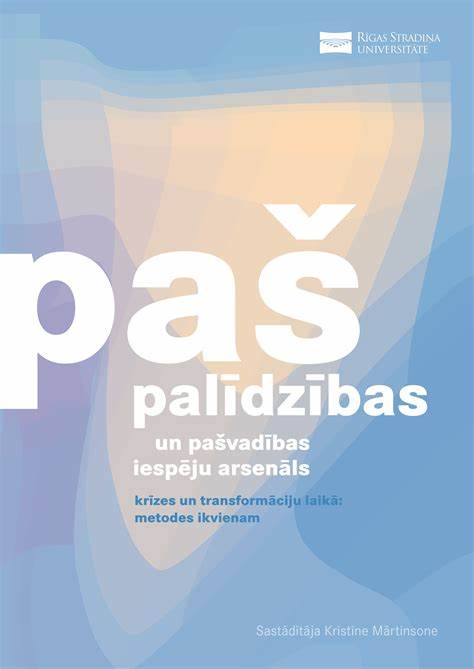 Rīgas Stradiņa
universitāte
paš
palīdzības
un pašvadības
iespēju arsenāls
krīzes un transformāciju laikā:
metodes ikvienam
Sastādītāja Kristīne Mārtinsone